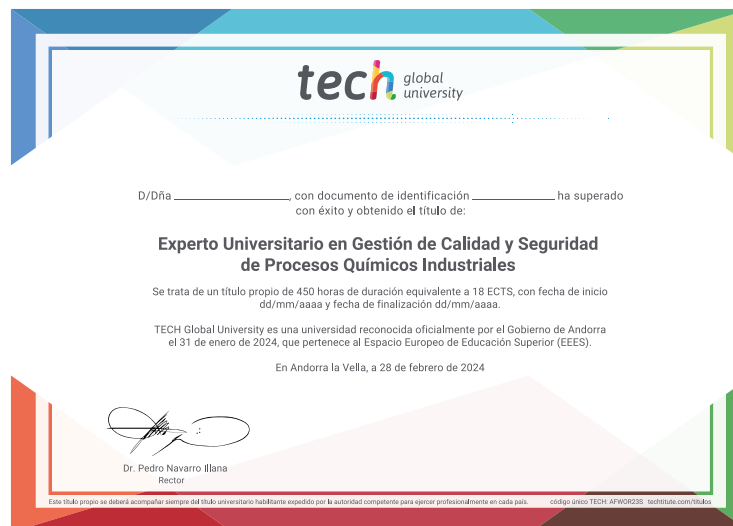 tech global university
D/Dña ____________________, con documento de identificación ______________ ha superado
con éxito y obtenido el título de:
Experto Universitario en Gestión de Calidad y Seguridad
de Procesos Químicos Industriales
Se trata de un título propio de 450 horas de duración equivalente a 18 ECTS, con fecha de inicio
dd/mm/aaaa y fecha de finalización dd/mm/aaaa.
TECH Global University es una universidad reconocida oficialmente por el Gobierno de Andorra
el 31 de enero de 2024, que pertenece al Espacio Europeo de Educación Superior (EEES).
En Andorra la Vella, a 28 de febrero de 2024
Dr. Pedro Navarro Illana
Rector
Este título propio se deberá acompañar siempre del título universitario habilitante expedido por la autoridad competente para ejercer profesionalmente en cada país. código único TECH: AFWOR23S techtitute.com/titulos